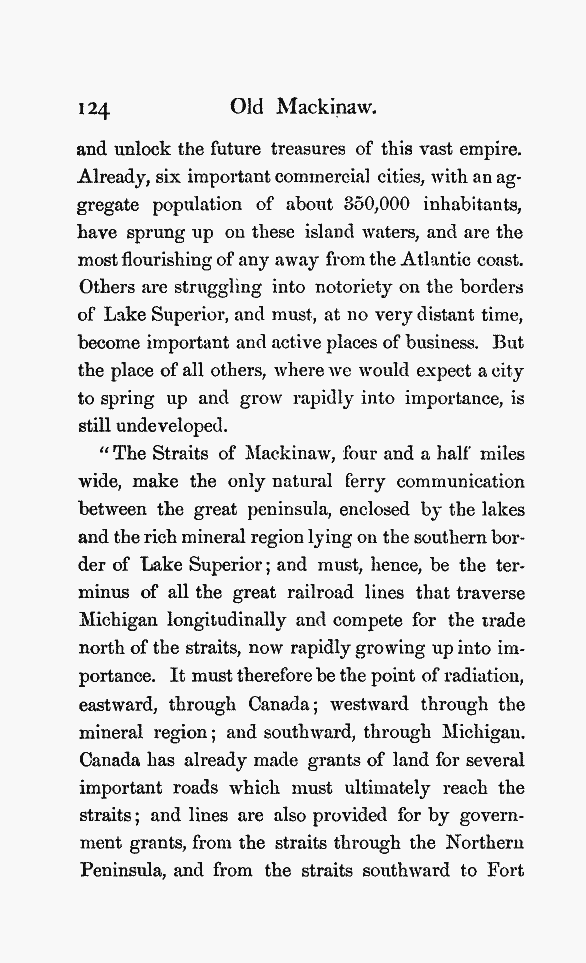 124 Old Mackinaw.
and unlock the future treasures of this vast empire.
Already, six important commercial cities, with an ag-
gregate population of about 350,000 inhabitants,
have sprung up on these island waters, and are the
most flourishing of any away from the Atlantic coast.
Others are struggling into notoriety on the borders
of Lake Superior, and must, at no very distant time,
become important and active places of business. But
the place of all others, where we would expect a city
to spring up and grow rapidly into importance, is
still undeveloped.
"The Straits of Mackinaw, four and a half miles
wide, make the only natural ferry communication
between the great peninsula, enclosed by the lakes
and the rich mineral region lying on the southern bor-
der of Lake Superior; and must, hence, be the ter-
minus of all the great railroad lines that traverse
Michigan longitudinally and compete for the trade
north of the straits, now rapidly growing up into im-
portance. It must therefore be the point of radiation,
eastward, through Canada; westward through the
mineral region; and southward, through Michigan.
Canada has already made grants of land for several
important roads which must ultimately reach the
straits; and lines are also provided for by govern-
ment grants, from the straits through the Northern
Peninsula, and from the straits southward to Fort